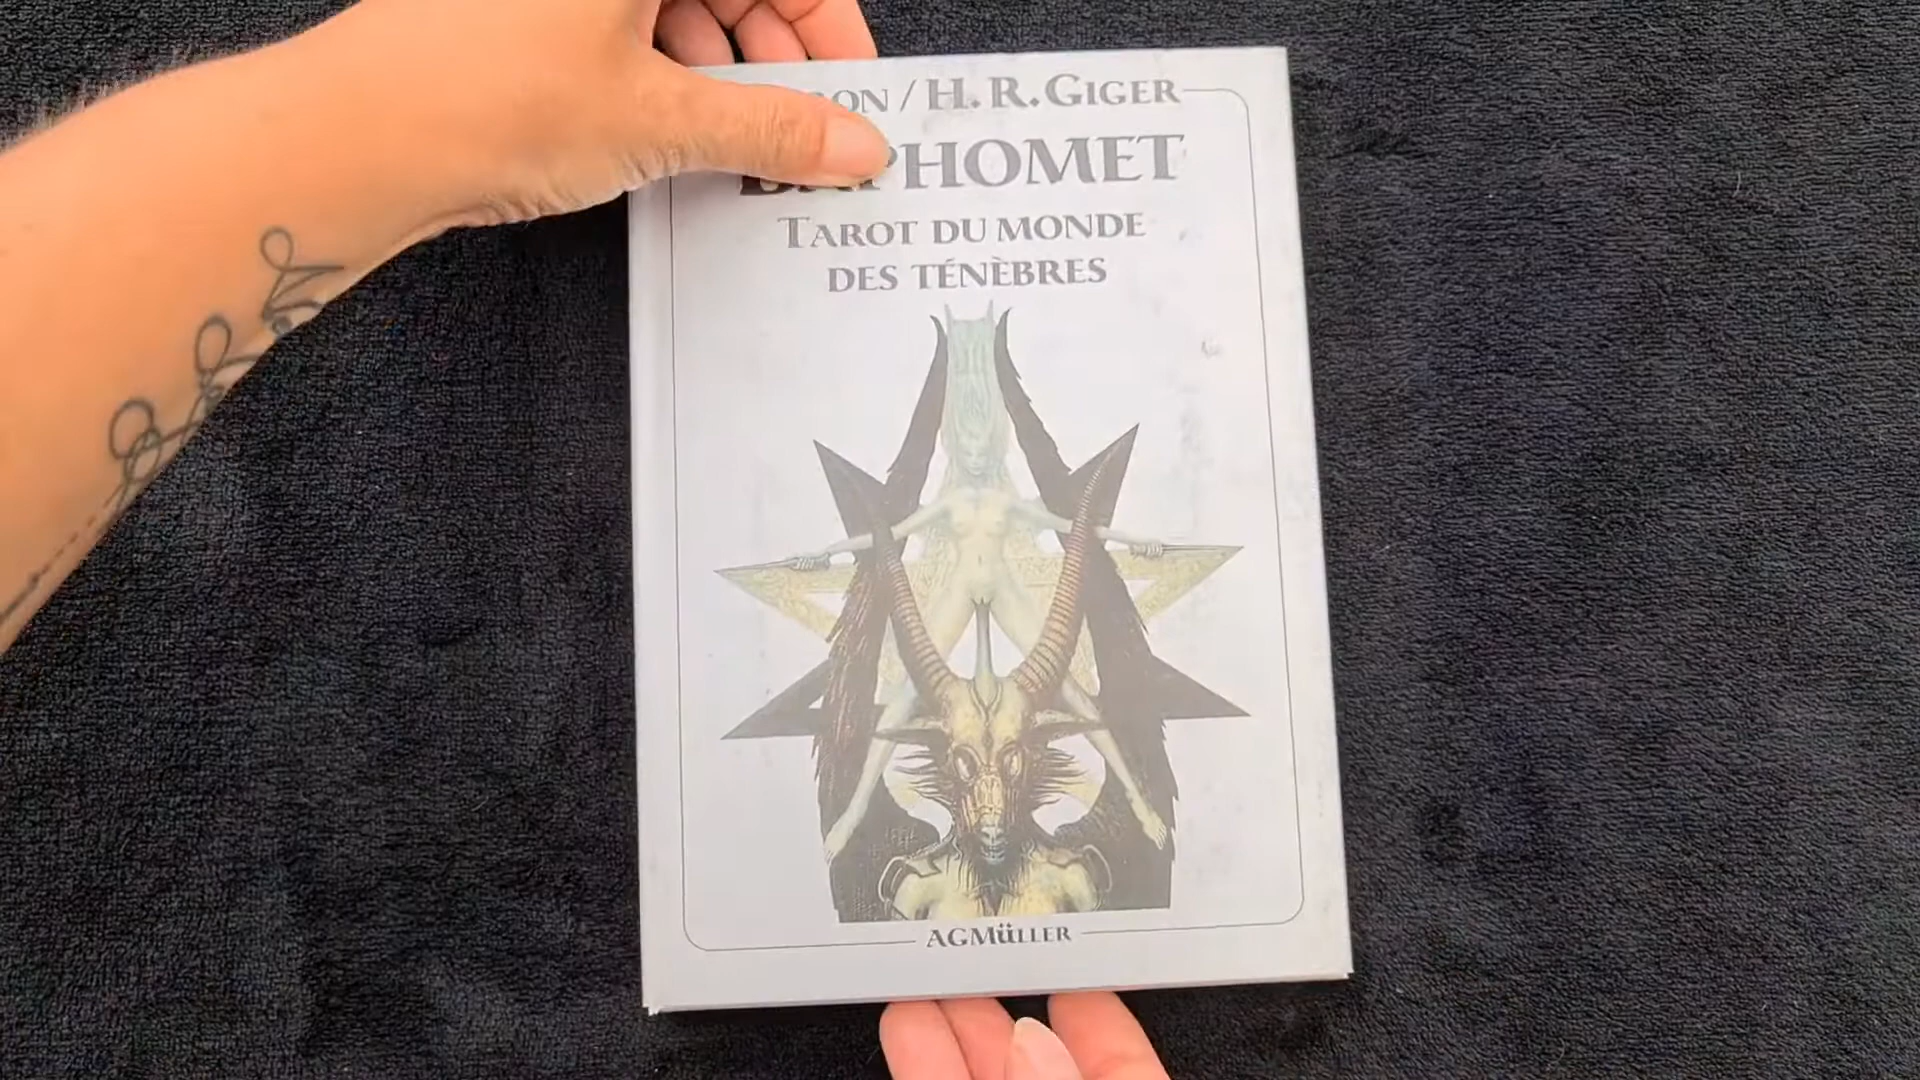 / H. R. GIGER
TAROT DU MONDE
DES TÉNÈBRES
AGMÜLLER